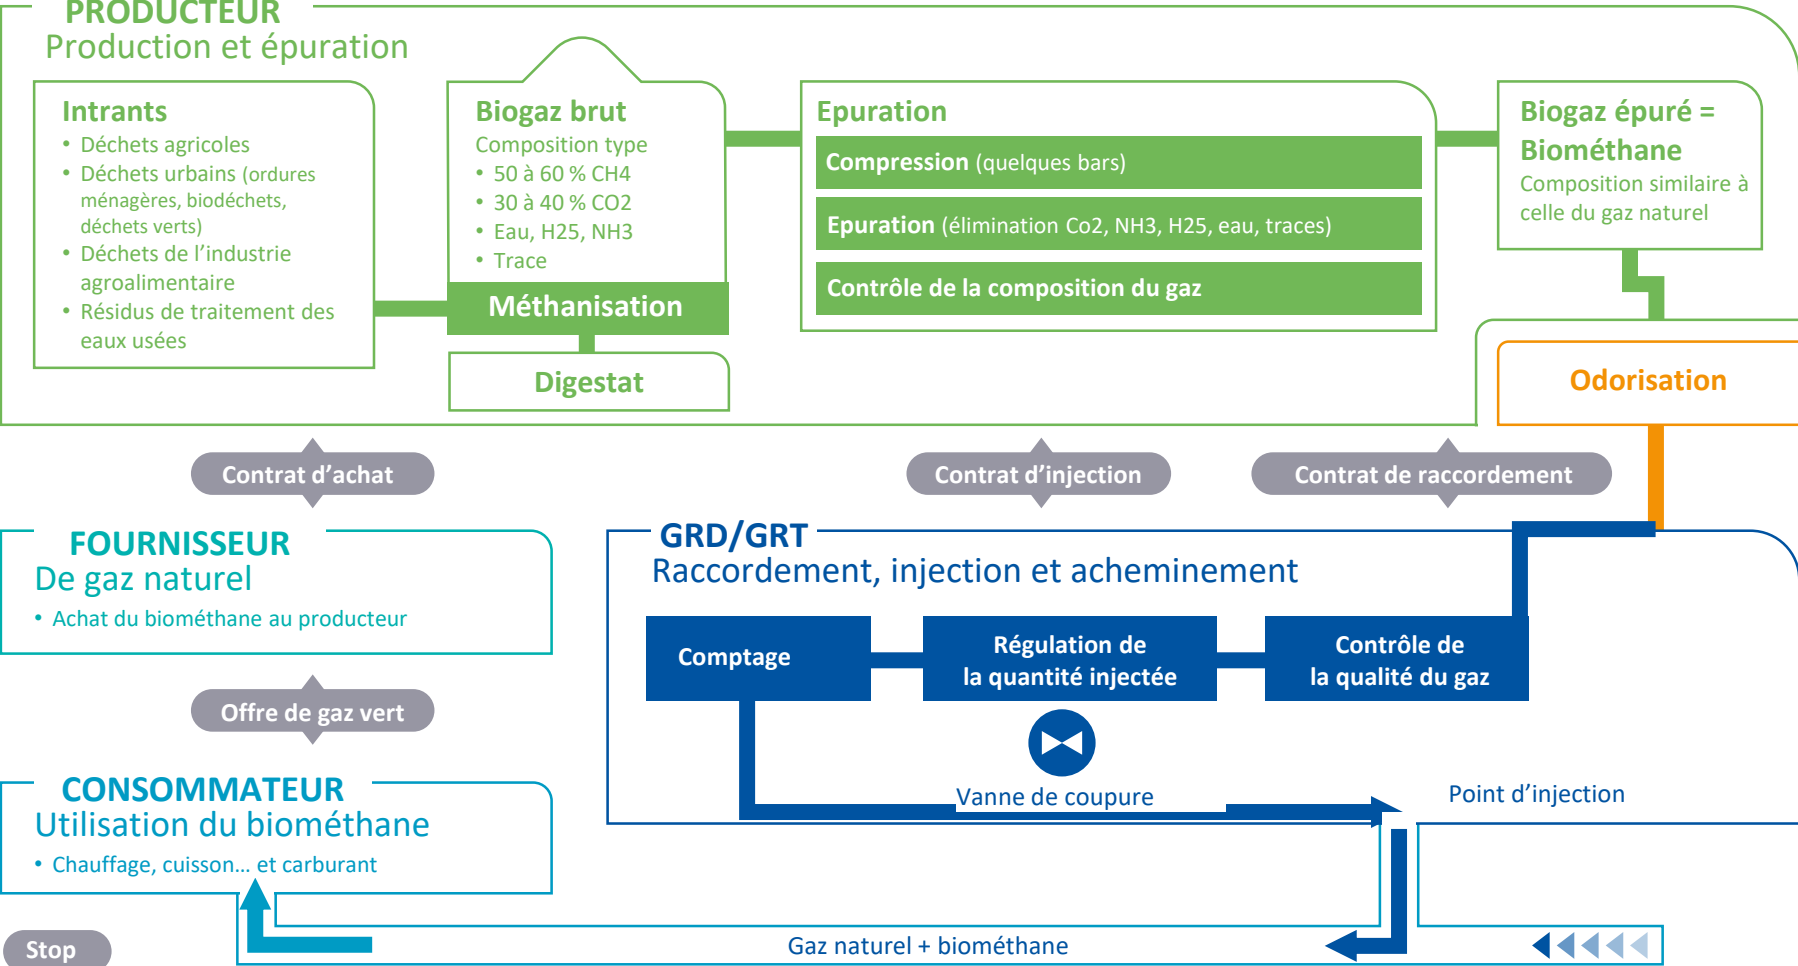 PRODUCTEUR
Production et épuration
Intrants
• Déchets agricoles
• Déchets urbains (ordures
ménagères, biodéchets,
déchets verts)
• Déchets de l'industrie
agroalimentaire
• Résidus de traitement des
eaux usées
Biogaz brut
Composition type
• 50 à 60 % CH4
• 30 à 40 % CO2
• Eau, H25, NH3
• Trace
Méthanisation
Digestat
Epuration
Compression (quelques bars)
Epuration (élimination Co2, NH3, H25, eau, traces)
Contrôle de la composition du gaz
Biogaz épuré =
Biométhane
Composition similaire à
celle du gaz naturel
Odorisation
Contrat d'achat
Contrat d'injection
Contrat de raccordement
FOURNISSEUR
De gaz naturel
• Achat du biométhane au producteur
Offre de gaz vert
CONSOMMATEUR
Utilisation du biométhane
• Chauffage, cuisson... et carburant
GRD/GRT
Raccordement, injection et acheminement
Comptage
Régulation de
la quantité injectée
Contrôle de
la qualité du gaz
Vanne de coupure
Point d'injection
Gaz naturel + biométhane
Stop